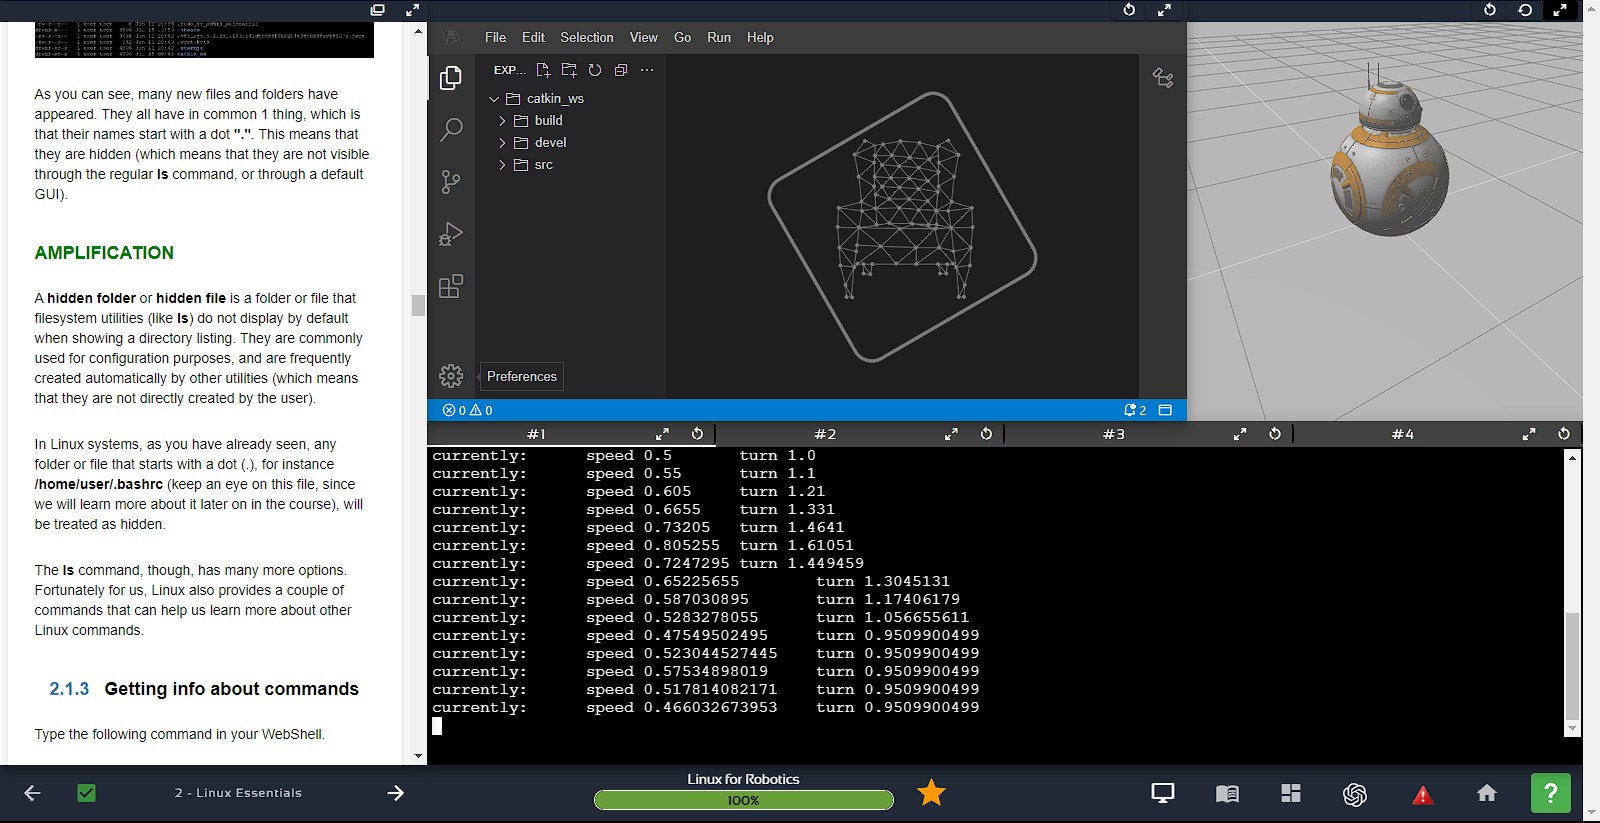 As you can see, many new files and folders have
appeared. They all have in common 1 thing, which is
that their names start with a dot ".". This means that
they are hidden (which means that they are not visible
through the regular ls command, or through a default
GUI).
AMPLIFICATION
A hidden folder or hidden file is a folder or file that
filesystem utilities (like ls) do not display by default
when showing a directory listing. They are commonly
used for configuration purposes, and are frequently
created automatically by other utilities (which means
that they are not directly created by the user).
In Linux systems, as you have already seen, any
folder or file that starts with a dot (.), for instance
/home/user/.bashrc (keep an eye on this file, since
we will learn more about it later on in the course), will
be treated as hidden.
The ls command, though, has many more options.
Fortunately for us, Linux also provides a couple of
commands that can help us learn more about other
Linux commands.
2.1.3 Getting info about commands
Type the following command in your WebShell.
File Edit Selection View Go Run Help
EXP...
catkin_ws
build
devel
src
Preferences
0 0
2
#1 #2 #3 #4
currently: speed 0.5 turn 1.0
currently: speed 0.55 turn 1.1
currently: speed 0.605 turn 1.21
currently: speed 0.6655 turn 1.331
currently: speed 0.73205 turn 1.4641
currently: speed 0.805255 turn 1.61051
currently: speed 0.7247295 turn 1.449459
currently: speed 0.65225655 turn 1.3045131
currently: speed 0.587030895 turn 1.17406179
currently: speed 0.5283278055 turn 1.056655611
currently: speed 0.47549502495 turn 0.9509900499
currently: speed 0.523044527445 turn 0.9509900499
currently: speed 0.57534898019 turn 0.9509900499
currently: speed 0.517814082171 turn 0.9509900499
currently: speed 0.466032673953 turn 0.9509900499
2 - Linux Essentials
Linux for Robotics
100%
?